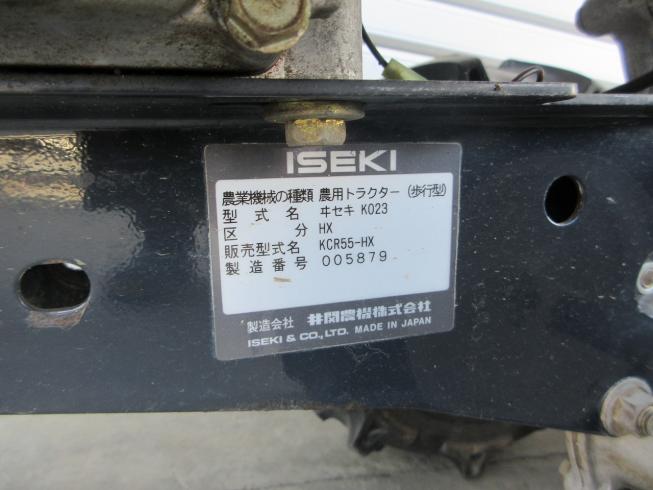 ISEKI
農業機械の種類 農用トラクター (歩行型)
型式名 ヰセキ K023
区分 HX
販売型式名 KCR55-HX
製造番号 005879
製造会社 井関農機株式会社
ISEKI & CO., LTD. MADE IN JAPAN